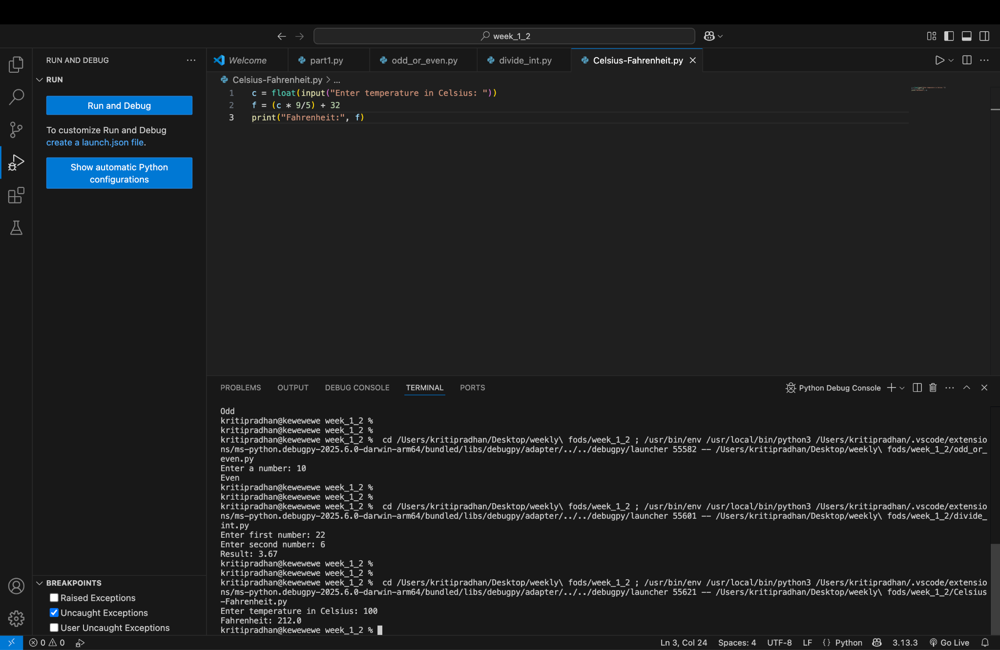 week_1_2
RUN AND DEBUG
RUN
Run and Debug
To customize Run and Debug
create a launch.json file.
Show automatic Python
configurations
Welcome
part1.py
odd_or_even.py
divide_int.py
Celsius-Fahrenheit.py
Celsius-Fahrenheit.py > ...
1 c = float(input("Enter temperature in Celsius: "))
2 f = (c * 9/5) + 32
3 print("Fahrenheit:", f)
PROBLEMS OUTPUT DEBUG CONSOLE TERMINAL PORTS
Python Debug Console
Odd
kritipradhan@kewewewe week_1_2 %
kritipradhan@kewewewe week_1_2 %
kritipradhan@kewewewe week_1_2 %  cd /Users/kritipradhan/Desktop/weekly\ fods/week_1_2 ; /usr/bin/env /usr/local/bin/python3 /Users/kritipradhan/.vscode/extensio
ns/ms-python.debugpy-2025.6.0-darwin-arm64/bundled/libs/debugpy/adapter/../../debugpy/launcher 55582 -- /Users/kritipradhan/Desktop/weekly\ fods/week_1_2/odd_or_
even.py
Enter a number: 10
Even
kritipradhan@kewewewe week_1_2 %
kritipradhan@kewewewe week_1_2 %
kritipradhan@kewewewe week_1_2 %  cd /Users/kritipradhan/Desktop/weekly\ fods/week_1_2 ; /usr/bin/env /usr/local/bin/python3 /Users/kritipradhan/.vscode/extensio
ns/ms-python.debugpy-2025.6.0-darwin-arm64/bundled/libs/debugpy/adapter/../../debugpy/launcher 55601 -- /Users/kritipradhan/Desktop/weekly\ fods/week_1_2/divide_
int.py
Enter first number: 22
Enter second number: 6
Result: 3.67
kritipradhan@kewewewe week_1_2 %
kritipradhan@kewewewe week_1_2 %
kritipradhan@kewewewe week_1_2 %  cd /Users/kritipradhan/Desktop/weekly\ fods/week_1_2 ; /usr/bin/env /usr/local/bin/python3 /Users/kritipradhan/.vscode/extensio
ns/ms-python.debugpy-2025.6.0-darwin-arm64/bundled/libs/debugpy/adapter/../../debugpy/launcher 55621 -- /Users/kritipradhan/Desktop/weekly\ fods/week_1_2/Celsius
-Fahrenheit.py
Enter temperature in Celsius: 100
Fahrenheit: 212.0
kritipradhan@kewewewe week_1_2 %
BREAKPOINTS
Raised Exceptions
Uncaught Exceptions
User Uncaught Exceptions
0 0
Ln 3, Col 24 Spaces: 4 UTF-8 LF {} Python 3.13.3 Go Live